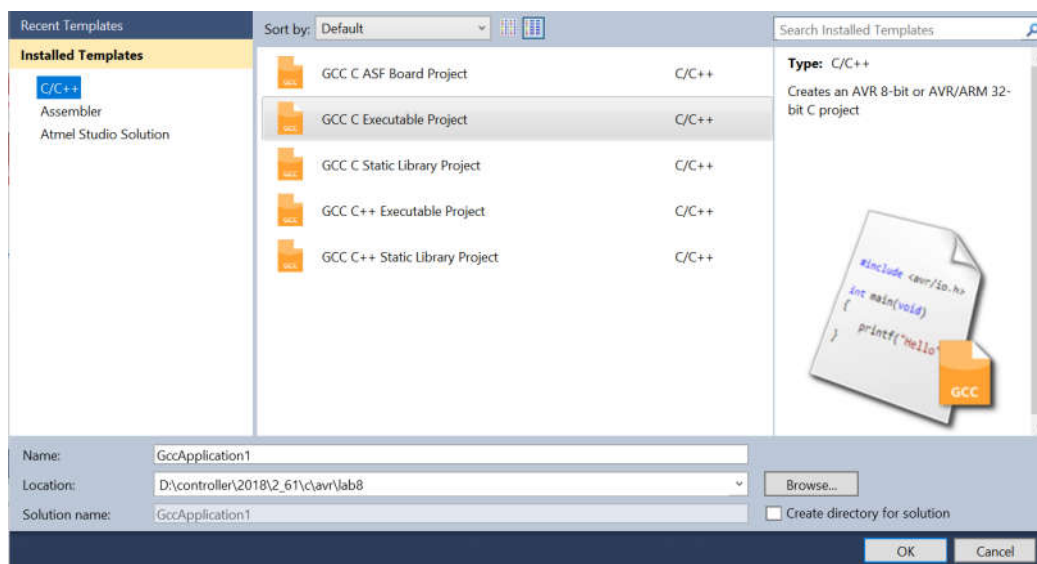 Recent Templates
Installed Templates
C/C++
Assembler
Atmel Studio Solution
Sort by: Default
GCC C ASF Board Project C/C++
GCC C Executable Project C/C++
GCC C Static Library Project C/C++
GCC C++ Executable Project C/C++
GCC C++ Static Library Project C/C++
Search Installed Templates
Type: C/C++
Creates an AVR 8-bit or AVR/ARM 32-
bit C project
#include <avr/io.h>
int main(void)
{
printf("Hello"
}
GCC
Name: GccApplication1
Location: D:\controller\2018\2_61\c\avr\lab8
Browse...
Solution name: GccApplication1
Create directory for solution
OK
Cancel